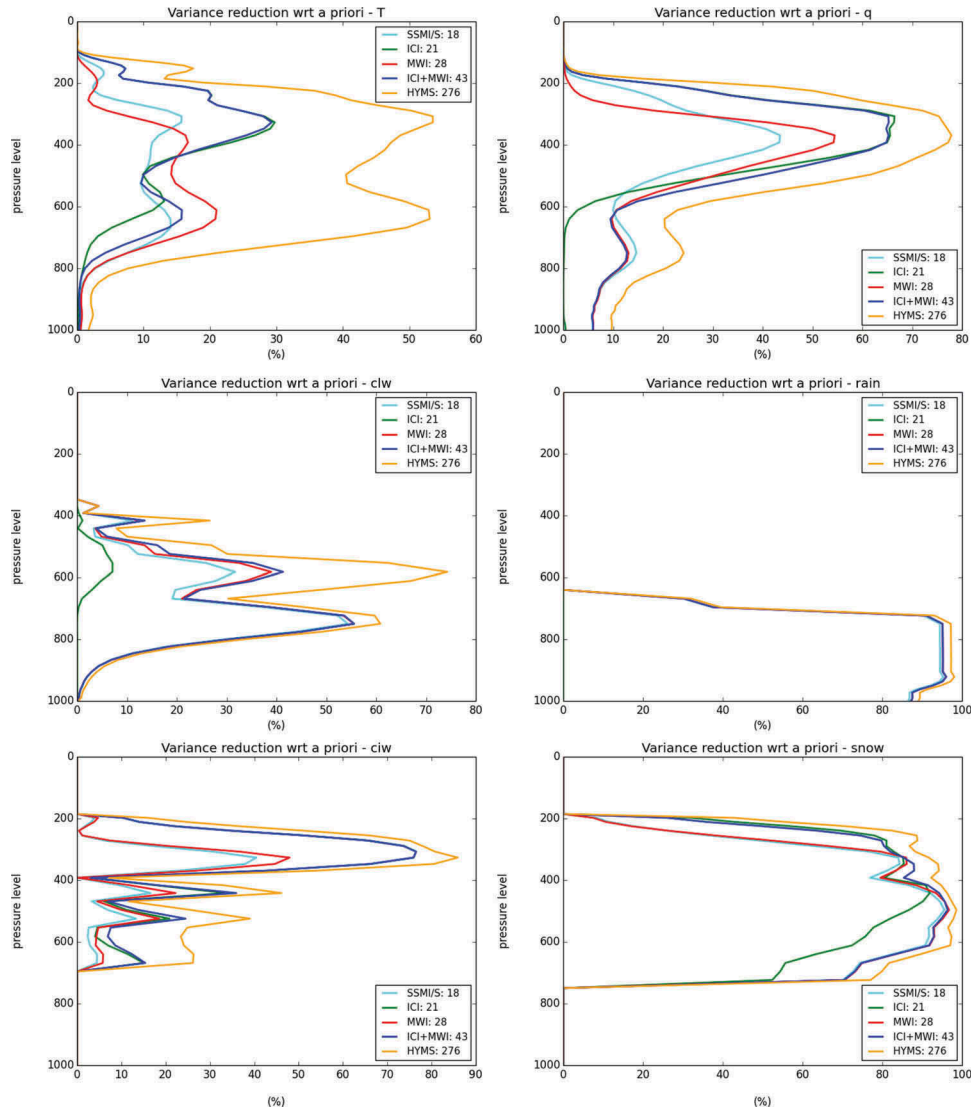 Variance reduction wrt a priori - T
0
200
400
600
800
1000
pressure level
0 10 20 30 40 50 60
(%)
SSMI/S: 18
ICI: 21
MWI: 28
ICI+MWI: 43
HYMS: 276
Variance reduction wrt a priori - q
0
200
400
600
800
1000
pressure level
0 10 20 30 40 50 60 70 80
(%)
SSMI/S: 18
ICI: 21
MWI: 28
ICI+MWI: 43
HYMS: 276
Variance reduction wrt a priori - clw
0
200
400
600
800
1000
pressure level
0 10 20 30 40 50 60 70 80
(%)
SSMI/S: 18
ICI: 21
MWI: 28
ICI+MWI: 43
HYMS: 276
Variance reduction wrt a priori - rain
0
200
400
600
800
1000
pressure level
0 20 40 60 80 100
(%)
SSMI/S: 18
ICI: 21
MWI: 28
ICI+MWI: 43
HYMS: 276
Variance reduction wrt a priori - ciw
0
200
400
600
800
1000
pressure level
0 10 20 30 40 50 60 70 80 90
(%)
SSMI/S: 18
ICI: 21
MWI: 28
ICI+MWI: 43
HYMS: 276
Variance reduction wrt a priori - snow
0
200
400
600
800
1000
pressure level
0 20 40 60 80 100
(%)
SSMI/S: 18
ICI: 21
MWI: 28
ICI+MWI: 43
HYMS: 276